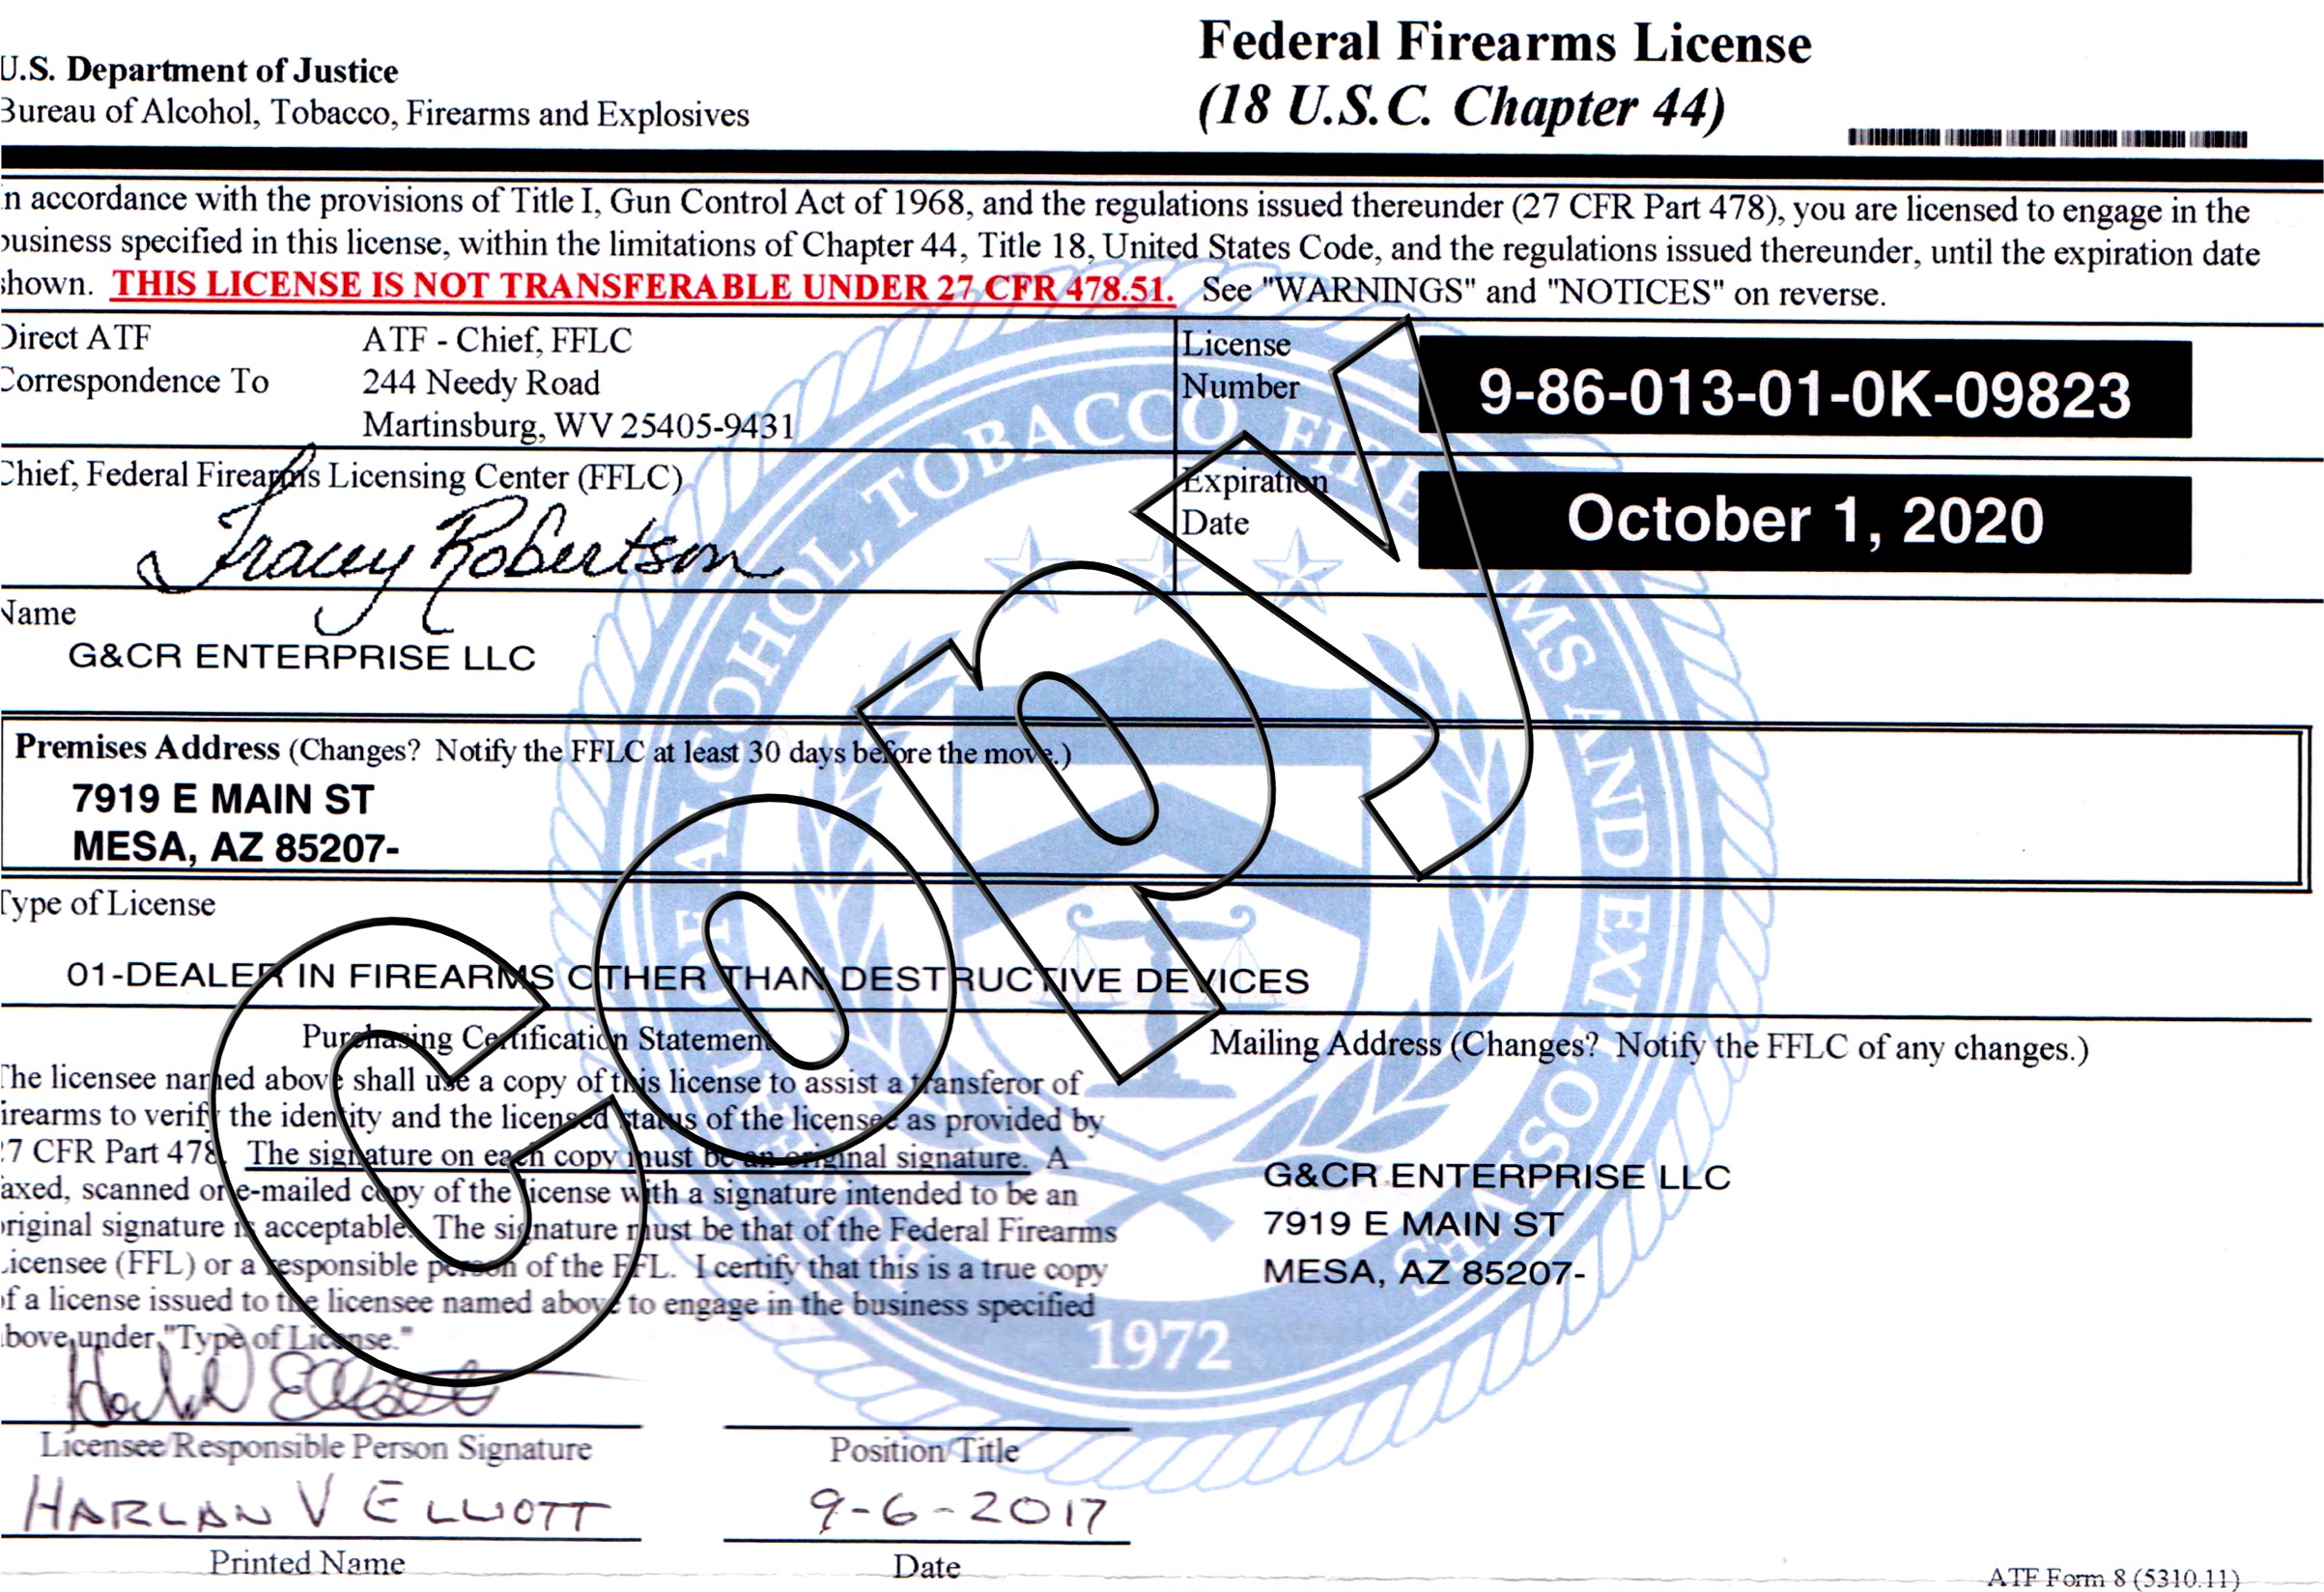 U.S. Department of Justice
Bureau of Alcohol, Tobacco, Firearms and Explosives
Federal Firearms License
(18 U.S.C. Chapter 44)
In accordance with the provisions of Title I, Gun Control Act of 1968, and the regulations issued thereunder (27 CFR Part 478), you are licensed to engage in the
business specified in this license, within the limitations of Chapter 44, Title 18, United States Code, and the regulations issued thereunder, until the expiration date
shown. THIS LICENSE IS NOT TRANSFERABLE UNDER 27 CFR 478.51. See "WARNINGS" and "NOTICES" on reverse.
Direct ATF
Correspondence To
ATF - Chief, FFLC
244 Needy Road
Martinsburg, WV 25405-9431
License
Number
9-86-013-01-0K-09823
Chief, Federal Firearms Licensing Center (FFLC)
Tracey Robertson
Expiration
Date
October 1, 2020
Name
G&CR ENTERPRISE LLC
Premises Address (Changes? Notify the FFLC at least 30 days before the move.)
7919 E MAIN ST
MESA, AZ 85207-
Type of License
01-DEALER IN FIREARMS OTHER THAN DESTRUCTIVE DEVICES
Purchasing Certification Statement
The licensee named above shall use a copy of this license to assist a transferor of
firearms to verify the identity and the licensed status of the licensee as provided by
27 CFR Part 478. The signature on each copy must be an original signature. A
faxed, scanned or e-mailed copy of the license with a signature intended to be an
original signature is acceptable. The signature must be that of the Federal Firearms
Licensee (FFL) or a responsible person of the FFL. I certify that this is a true copy
of a license issued to the licensee named above to engage in the business specified
above under "Type of License."
Mailing Address (Changes? Notify the FFLC of any changes.)
G&CR ENTERPRISE LLC
7919 E MAIN ST
MESA, AZ 85207-
Licensee/Responsible Person Signature
Position/Title
HARLAN V ELLIOTT
9-6-2017
Printed Name
Date
ATF Form 8 (5310.11)
Copy
ALCOHOL, TOBACCO, FIREARMS AND EXPLOSIVES
1972